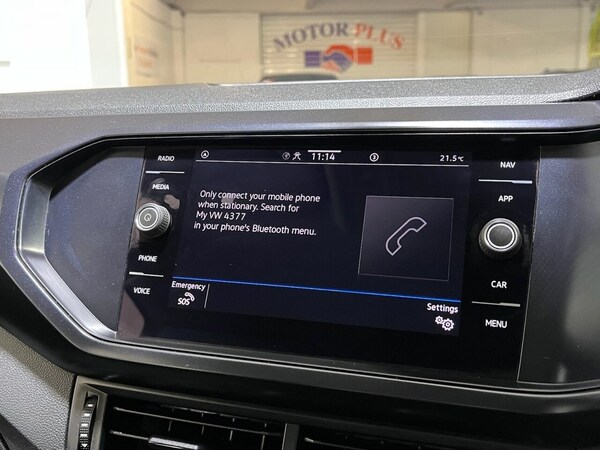 MOTOR PLUS
RADIO
MEDIA
PHONE
VOICE
11:14
3
21.5°C
Only connect your mobile phone
when stationary. Search for
My VW 4377
in your phone's Bluetooth menu.
Emergency
SOS
Settings
NAV
APP
CAR
MENU